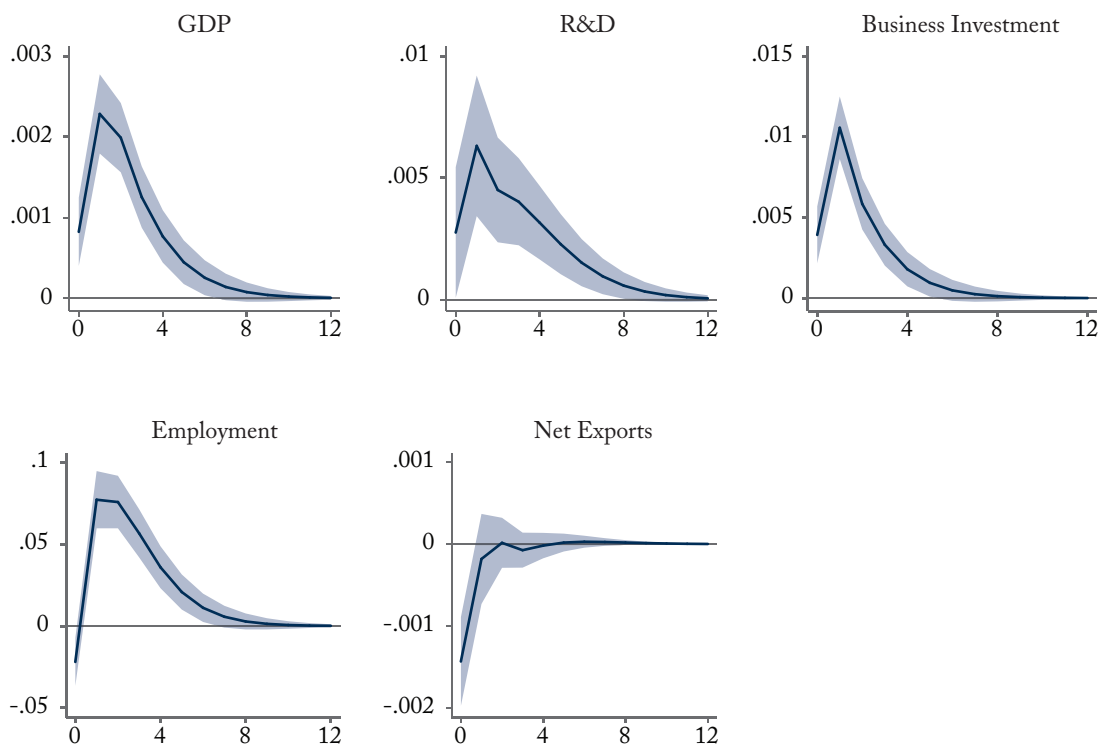 GDP
.003
.002
.001
0
0 4 8 12
R&D
.01
.005
0
0 4 8 12
Business Investment
.015
.01
.005
0
0 4 8 12
Employment
.1
.05
0
-.05
0 4 8 12
Net Exports
.001
0
-.001
-.002
0 4 8 12